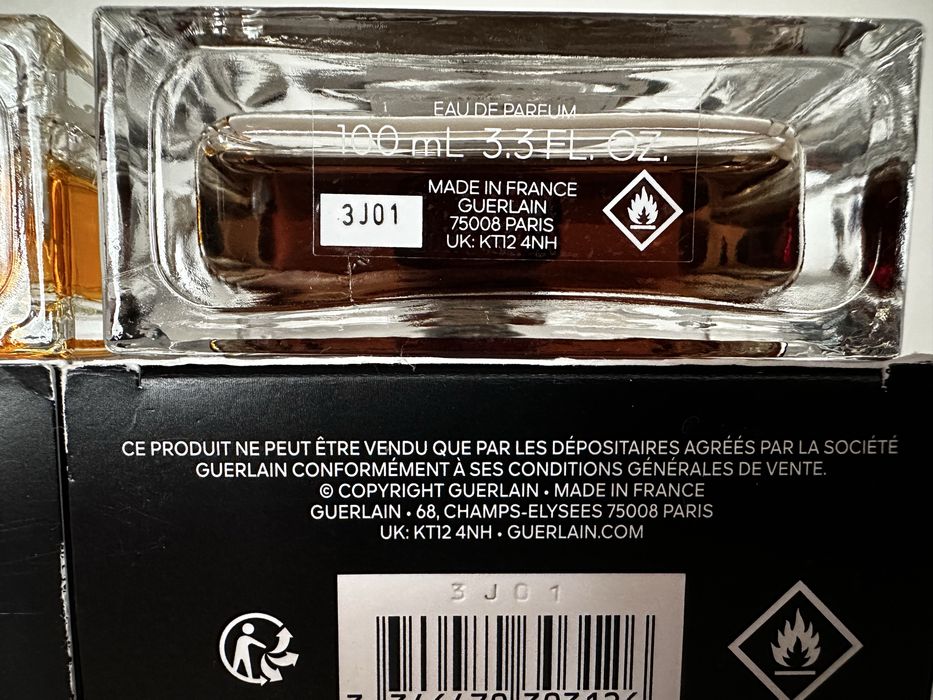 EAU DE PARFUM
100 mL 3.3 FL. OZ.
MADE IN FRANCE
GUERLAIN
75008 PARIS
UK: KT12 4NH
3J01
CE PRODUIT NE PEUT ÊTRE VENDU QUE PAR LES DÉPOSITAIRES AGRÉÉS PAR LA SOCIÉTÉ
GUERLAIN CONFORMÉMENT À SES CONDITIONS GÉNÉRALES DE VENTE.
© COPYRIGHT GUERLAIN • MADE IN FRANCE
GUERLAIN • 68, CHAMPS-ELYSEES 75008 PARIS
UK: KT12 4NH • GUERLAIN.COM
3J01